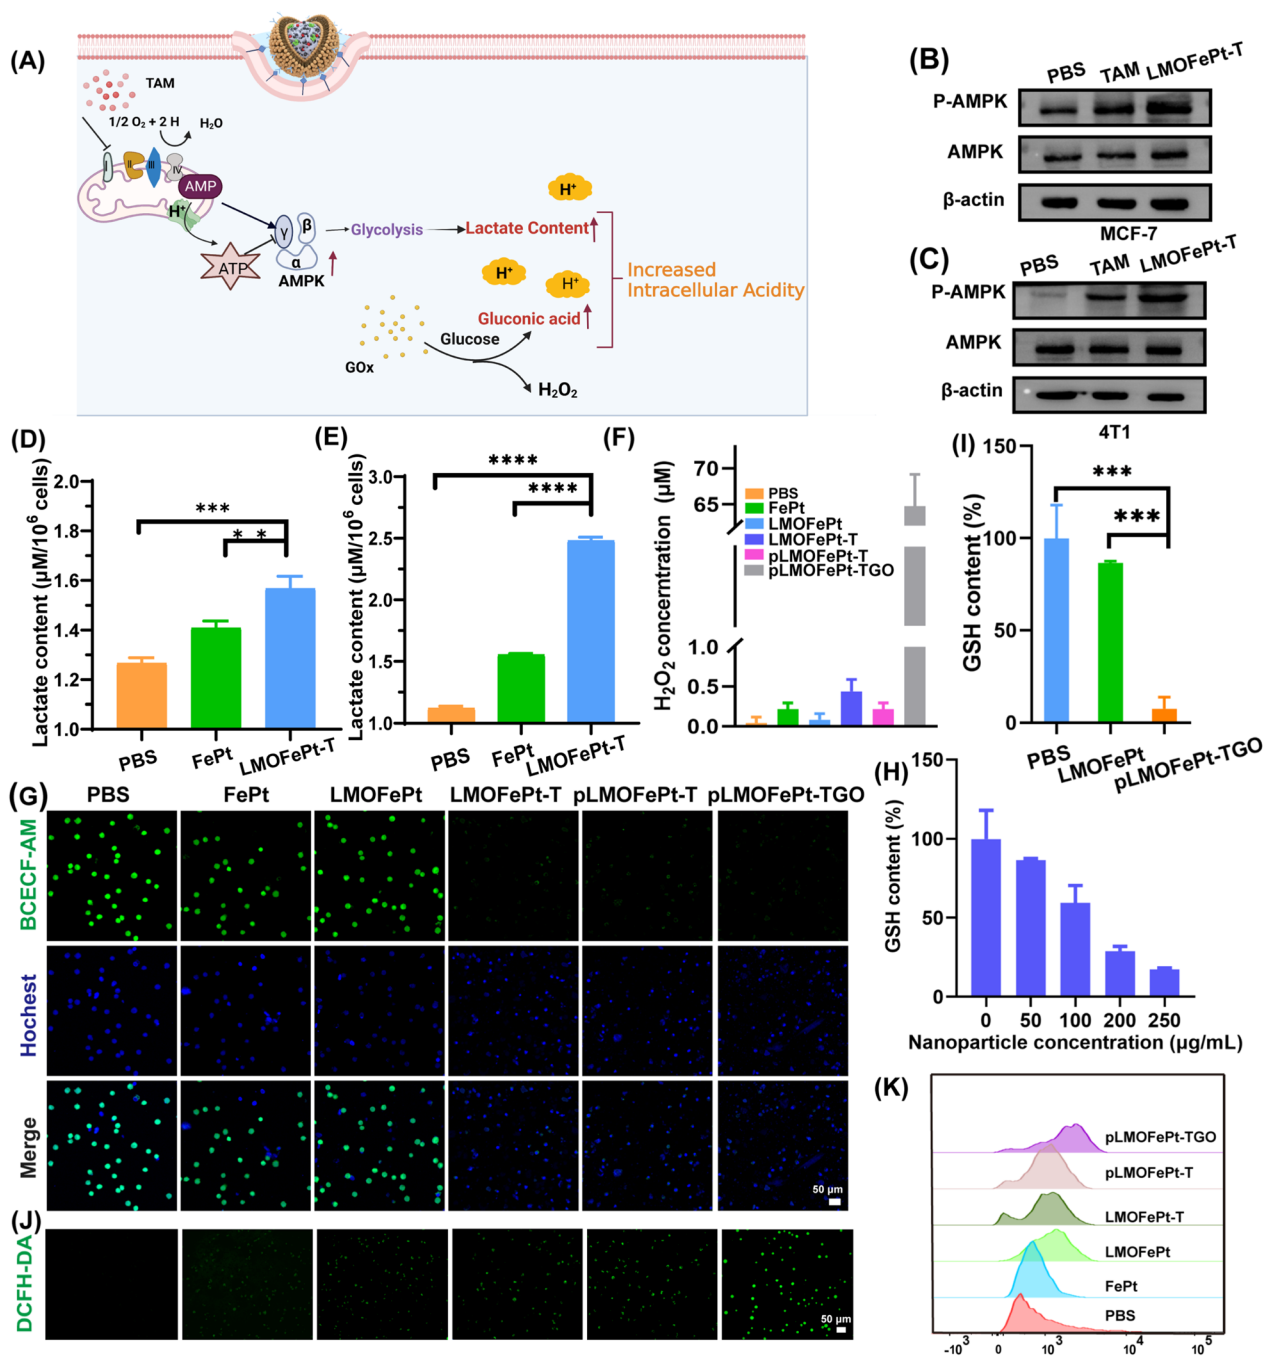 (A)
TAM
1/2 O₂ + 2 H
H₂O
I
II
III
IV
AMP
H⁺
ATP
γ
β
α
AMPK
Glycolysis
Lactate Content
H⁺
H⁺
H⁺
Gluconic acid
Increased
Intracellular Acidity
GOx
Glucose
H₂O₂
(B)
PBS TAM LMOFePt-T
P-AMPK
AMPK
β-actin
MCF-7
(C)
PBS TAM LMOFePt-T
P-AMPK
AMPK
β-actin
4T1
(D)
Lactate content (μM/10⁶ cells)
2.0
1.8
1.6
1.4
1.2
1.0
***
* *
PBS FePt LMOFePt-T
(E)
Lactate content (μM/10⁶ cells)
3.0
2.5
2.0
1.5
1.0
****
****
PBS FePt LMOFePt-T
(F)
H₂O₂ concerntration (μM)
70
65
1.0
0.5
0.0
PBS
FePt
LMOFePt
LMOFePt-T
pLMOFePt-T
pLMOFePt-TGO
(I)
GSH content (%)
150
100
50
0
***
***
PBS LMOFePt pLMOFePt-TGO
(G)
PBS FePt LMOFePt LMOFePt-T pLMOFePt-T pLMOFePt-TGO
BCECF-AM
Hochest
Merge
50 μm
(H)
GSH content (%)
150
100
50
0
0 50 100 200 250
Nanoparticle concentration (μg/mL)
(J)
DCFH-DA
50 μm
(K)
pLMOFePt-TGO
pLMOFePt-T
LMOFePt-T
LMOFePt
FePt
PBS
-10³ 0 10³ 10⁴ 10⁵